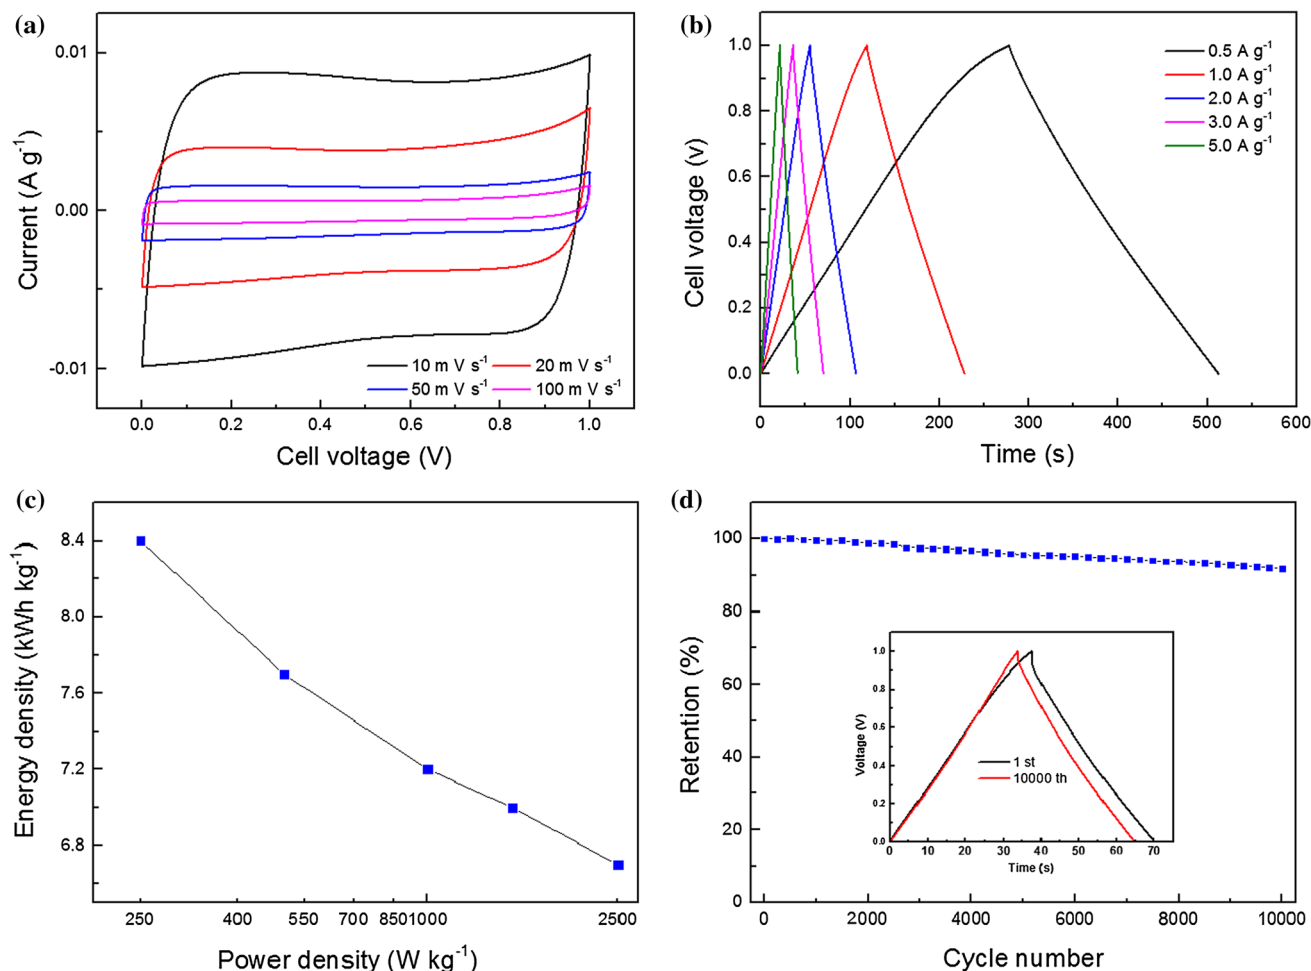 (a)
0.01
0.00
-0.01
Current (A g-1)
10 m V s-1
20 m V s-1
50 m V s-1
100 m V s-1
0.0 0.2 0.4 0.6 0.8 1.0
Cell voltage (V)
(b)
1.0
0.8
0.6
0.4
0.2
0.0
Cell voltage (v)
0.5 A g-1
1.0 A g-1
2.0 A g-1
3.0 A g-1
5.0 A g-1
0 100 200 300 400 500 600
Time (s)
(c)
8.4
8.0
7.6
7.2
6.8
Energy density (kWh kg-1)
250 400 550 700 850 1000 2500
Power density (W kg-1)
(d)
100
80
60
40
20
0
Retention (%)
1.0
0.8
0.6
0.4
0.2
0.0
Voltage (V)
1 st
10000 th
0 10 20 30 40 50 60 70
Time (s)
0 2000 4000 6000 8000 10000
Cycle number